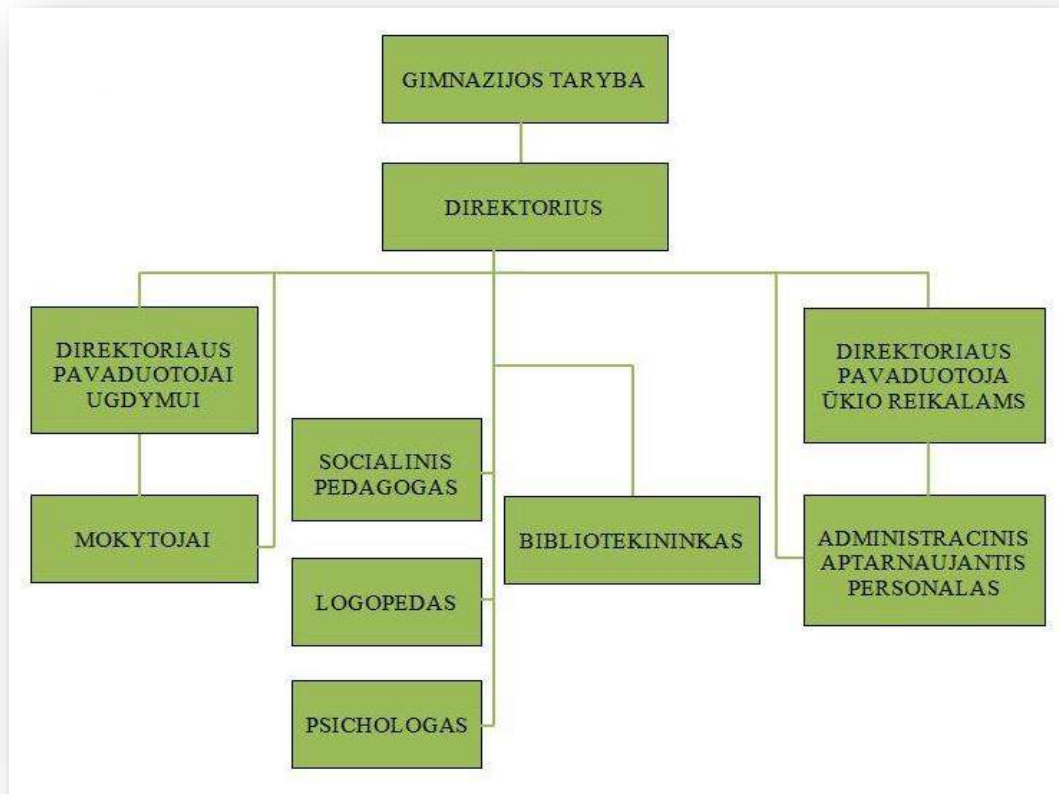 GIMNAZIJOS TARYBA
DIREKTORIUS
DIREKTORIAUS
PAVADUOTOJAI
UGDYMUI
DIREKTORIAUS
PAVADUOTOJA
ŪKIO REIKALAMS
SOCIALINIS
PEDAGOGAS
MOKYTOJAI
BIBLIOTEKININKAS
ADMINISTRACINIS
APTARNAUJANTIS
PERSONALAS
LOGOPEDAS
PSICHOLOGAS